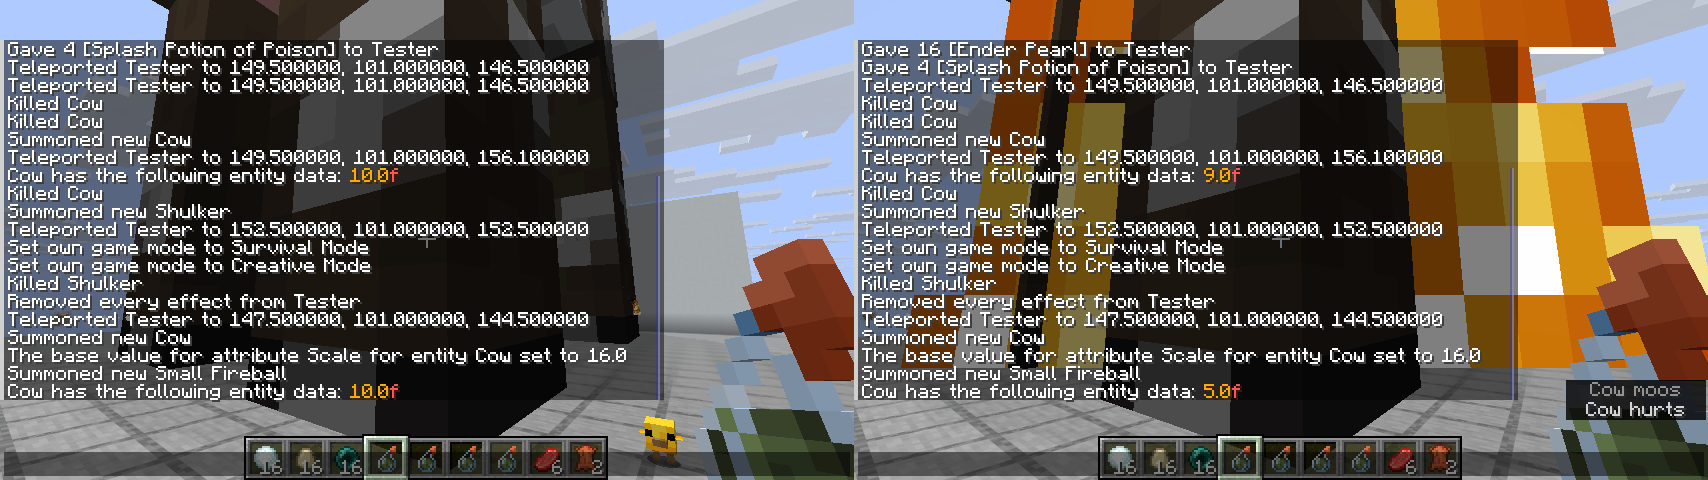 Gave 4 [Splash Potion of Poison] to Tester
Teleported Tester to 149.500000, 101.000000, 146.500000
Teleported Tester to 149.500000, 101.000000, 146.500000
Killed Cow
Killed Cow
Summoned new Cow
Teleported Tester to 149.500000, 101.000000, 156.100000
Cow has the following entity data: 10.0f
Killed Cow
Summoned new Shulker
Teleported Tester to 152.500000, 101.000000, 152.500000
Set own game mode to Survival Mode
Set own game mode to Creative Mode
Killed Shulker
Removed every effect from Tester
Teleported Tester to 147.500000, 101.000000, 144.500000
Summoned new Cow
The base value for attribute Scale for entity Cow set to 16.0
Summoned new Small Fireball
Cow has the following entity data: 10.0f
16 16 16 6 2
Gave 16 [Ender Pearl] to Tester
Gave 4 [Splash Potion of Poison] to Tester
Teleported Tester to 149.500000, 101.000000, 146.500000
Killed Cow
Killed Cow
Summoned new Cow
Teleported Tester to 149.500000, 101.000000, 156.100000
Cow has the following entity data: 9.0f
Killed Cow
Summoned new Shulker
Teleported Tester to 152.500000, 101.000000, 152.500000
Set own game mode to Survival Mode
Set own game mode to Creative Mode
Killed Shulker
Removed every effect from Tester
Teleported Tester to 147.500000, 101.000000, 144.500000
Summoned new Cow
The base value for attribute Scale for entity Cow set to 16.0
Summoned new Small Fireball
Cow has the following entity data: 5.0f
Cow moos
Cow hurts
16 16 16 6 2